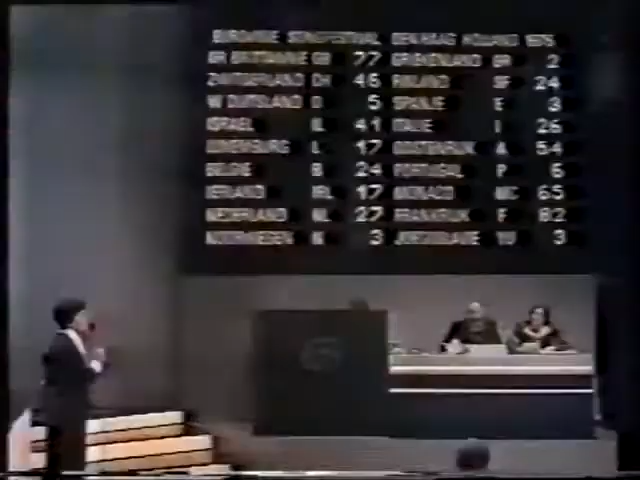 SONGFESTIVAL DEN HAAG HOLLAND 1976
GR BRITTANNIE GB 77 GRIEKENLAND GR 2
ZWITSERLAND CH 46 FINLAND SF 24
W DUITSLAND D 5 SPANJE E 3
ISRAEL IL 41 ITALIE I 26
LUXEMBURG L 17 OOSTENRIJK A 54
BELGIE B 24 PORTUGAL P 6
IERLAND IRL 17 MONACO MC 65
NEDERLAND NL 27 FRANKRIJK F 82
NOORWEGEN N 3 YU 3